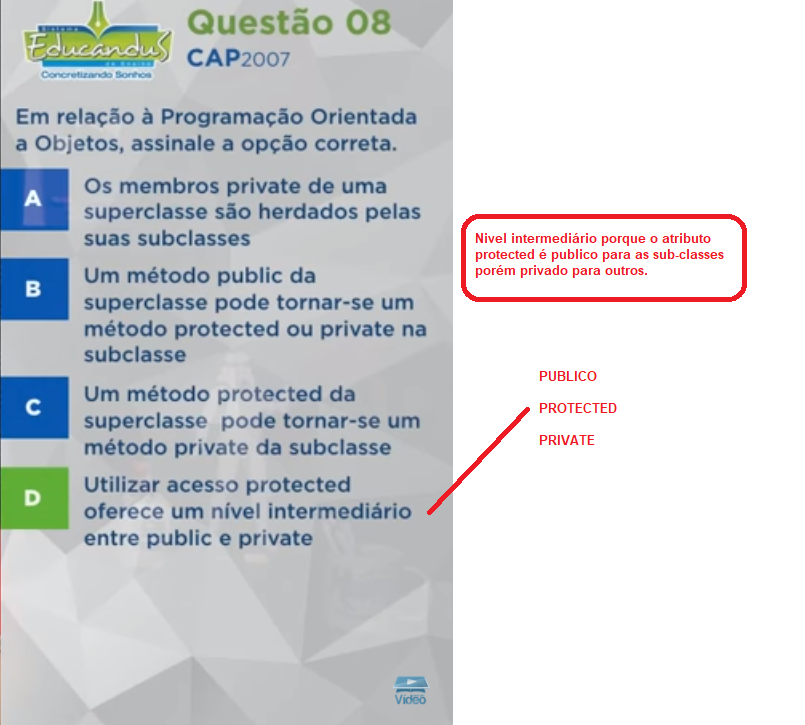 Sistema
Educandus
de Ensino
Concretizando Sonhos
Questão 08
CAP2007
Em relação à Programação Orientada
a Objetos, assinale a opção correta.
A
Os membros private de uma
superclasse são herdados pelas
suas subclasses
B
Um método public da
superclasse pode tornar-se um
método protected ou private na
subclasse
C
Um método protected da
superclasse pode tornar-se um
método private da subclasse
D
Utilizar acesso protected
oferece um nível intermediário
entre public e private
Vídeo
Nivel intermediário porque o atributo
protected é publico para as sub-classes
porém privado para outros.
PUBLICO
PROTECTED
PRIVATE